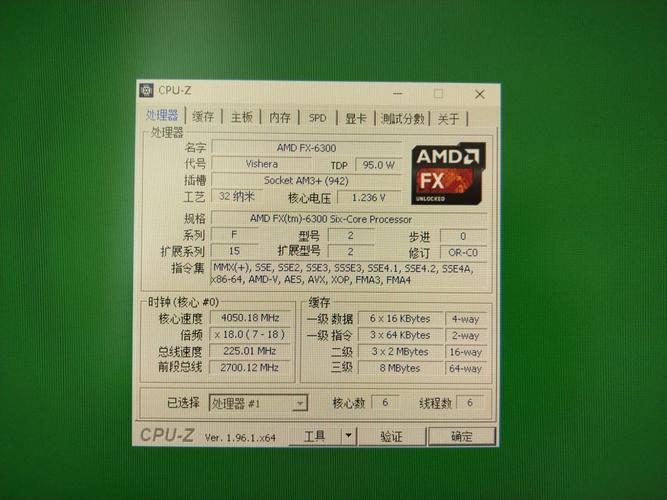 CPU-Z
处理器 缓存 主板 内存 SPD 显卡 測試分數 关于
处理器
名字 AMD FX-6300
代号 Vishera TDP 95.0 W
插槽 Socket AM3+ (942)
工艺 32 纳米 核心电压 1.236 V
AMD
FX
UNLOCKED
规格 AMD FX(tm)-6300 Six-Core Processor
系列 F 型号 2 步进 0
扩展系列 15 扩展型号 2 修订 OR-C0
指令集 MMX(+), SSE, SSE2, SSE3, SSSE3, SSE4.1, SSE4.2, SSE4A,
x86-64, AMD-V, AES, AVX, XOP, FMA3, FMA4
时钟 (核心 #0)
核心速度 4050.18 MHz
倍频 x 18.0 ( 7 - 18 )
总线速度 225.01 MHz
前段总线 2700.12 MHz
缓存
一级 数据 6 x 16 KBytes 4-way
一级 指令 3 x 64 KBytes 2-way
二级 3 x 2 MBytes 16-way
三级 8 MBytes 64-way
已选择 处理器 #1 核心数 6 线程数 6
CPU-Z Ver. 1.96.1.x64 工具 验证 确定